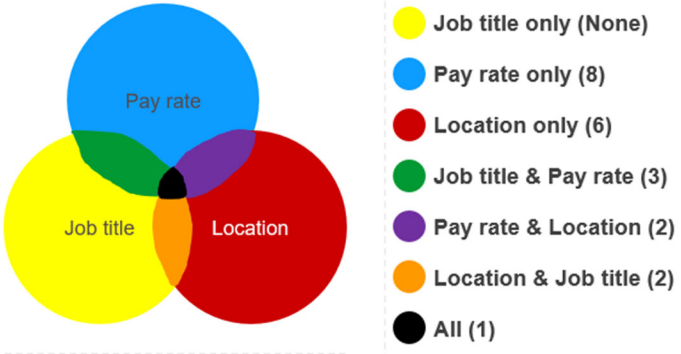 Pay rate
Job title
Location
Job title only (None)
Pay rate only (8)
Location only (6)
Job title & Pay rate (3)
Pay rate & Location (2)
Location & Job title (2)
All (1)